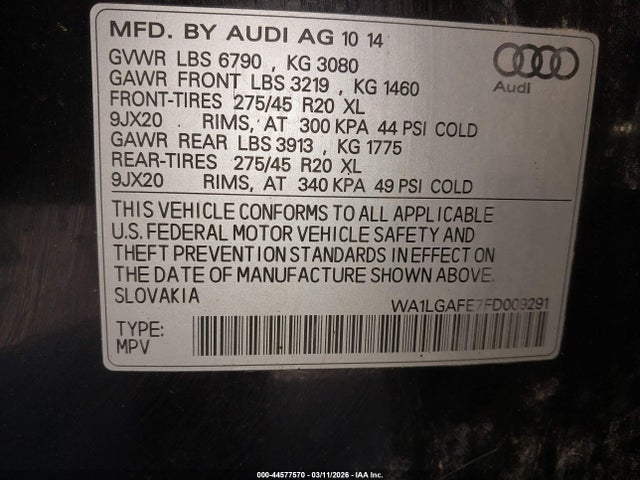 MFD. BY AUDI AG 10 14
GVWR LBS 6790 , KG 3080
GAWR FRONT LBS 3219 , KG 1460
FRONT-TIRES 275/45 R20 XL
9JX20 RIMS, AT 300 KPA 44 PSI COLD
GAWR REAR LBS 3913 , KG 1775
REAR-TIRES 275/45 R20 XL
9JX20 RIMS, AT 340 KPA 49 PSI COLD
Audi
THIS VEHICLE CONFORMS TO ALL APPLICABLE
U.S. FEDERAL MOTOR VEHICLE SAFETY AND
THEFT PREVENTION STANDARDS IN EFFECT ON
THE DATE OF MANUFACTURE SHOWN ABOVE.
SLOVAKIA
WA1LGAFE7FD009291
TYPE:
MPV
000-44577570 - 03/11/2026 - IAA Inc.